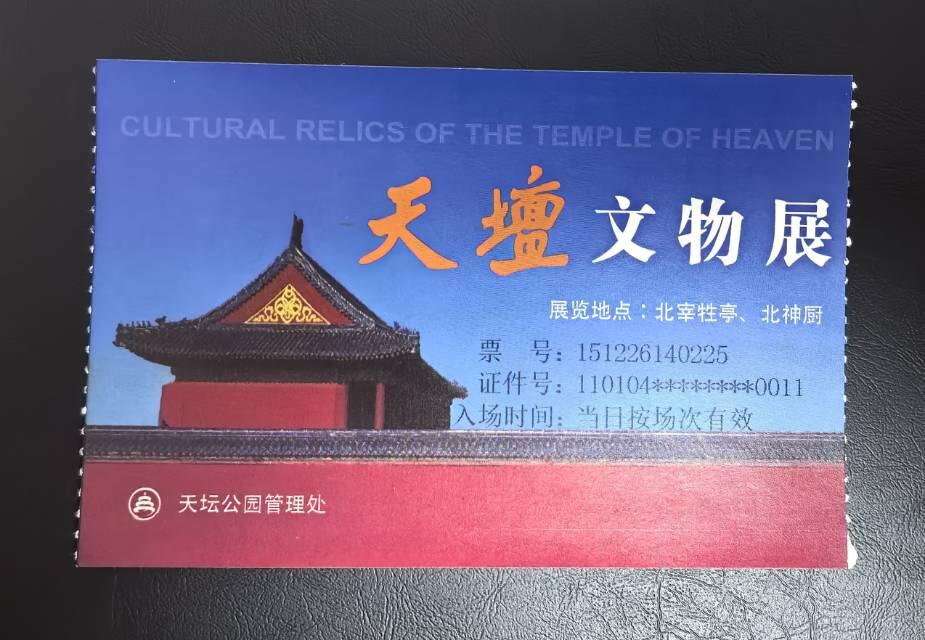 CULTURAL RELICS OF THE TEMPLE OF HEAVEN
天壇文物展
展览地点：北宰牲亭、北神厨
票 号：151226140225
证件号：110104********0011
入场时间：当日按场次有效
天坛公园管理处